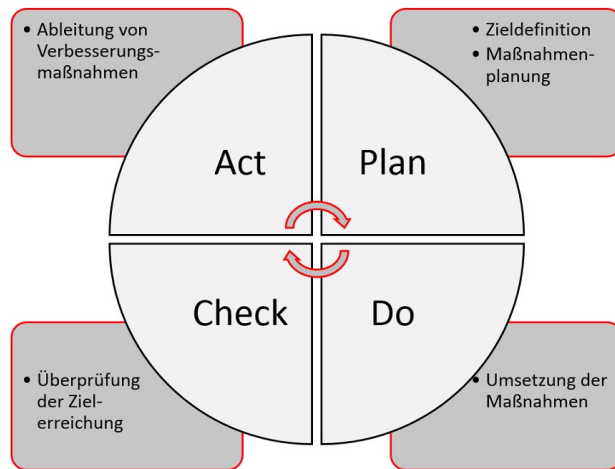 • Ableitung von
Verbesserungs-
maßnahmen
• Zieldefinition
• Maßnahmen-
planung
Act
Plan
Check
Do
• Überprüfung
der Ziel-
erreichung
• Umsetzung der
Maßnahmen